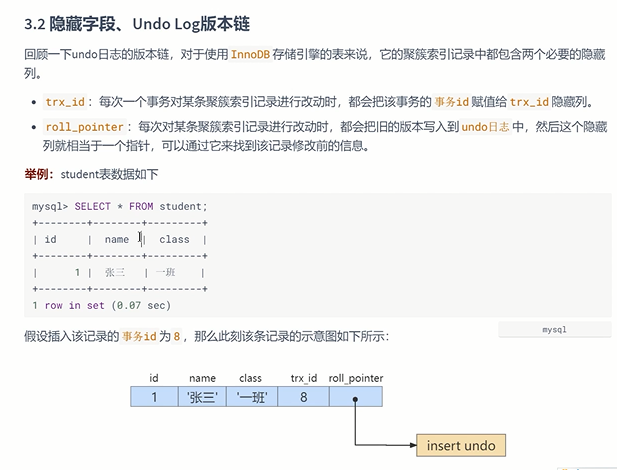 3.2 隐藏字段、Undo Log版本链
回顾一下undo日志的版本链，对于使用 InnoDB 存储引擎的表来说，它的聚簇索引记录中都包含两个必要的隐藏
列。
• trx_id ：每次一个事务对某条聚簇索引记录进行改动时，都会把该事务的 事务id 赋值给 trx_id 隐藏列。
• roll_pointer ：每次对某条聚簇索引记录进行改动时，都会把旧的版本写入到 undo日志 中，然后这个隐藏
列就相当于一个指针，可以通过它来找到该记录修改前的信息。
举例：student表数据如下
mysql> SELECT * FROM student;
+--------+--------+---------+
| id | name | class |
+--------+--------+---------+
| 1 | 张三 | 一班 |
+--------+--------+---------+
1 row in set (0.07 sec)
mysql
假设插入该记录的 事务id 为 8 ，那么此刻该条记录的示意图如下所示：
id name class trx_id roll_pointer
1 '张三' '一班' 8
insert undo